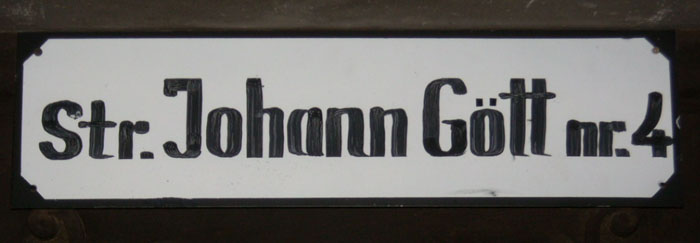 Str. Johann Gött nr. 4